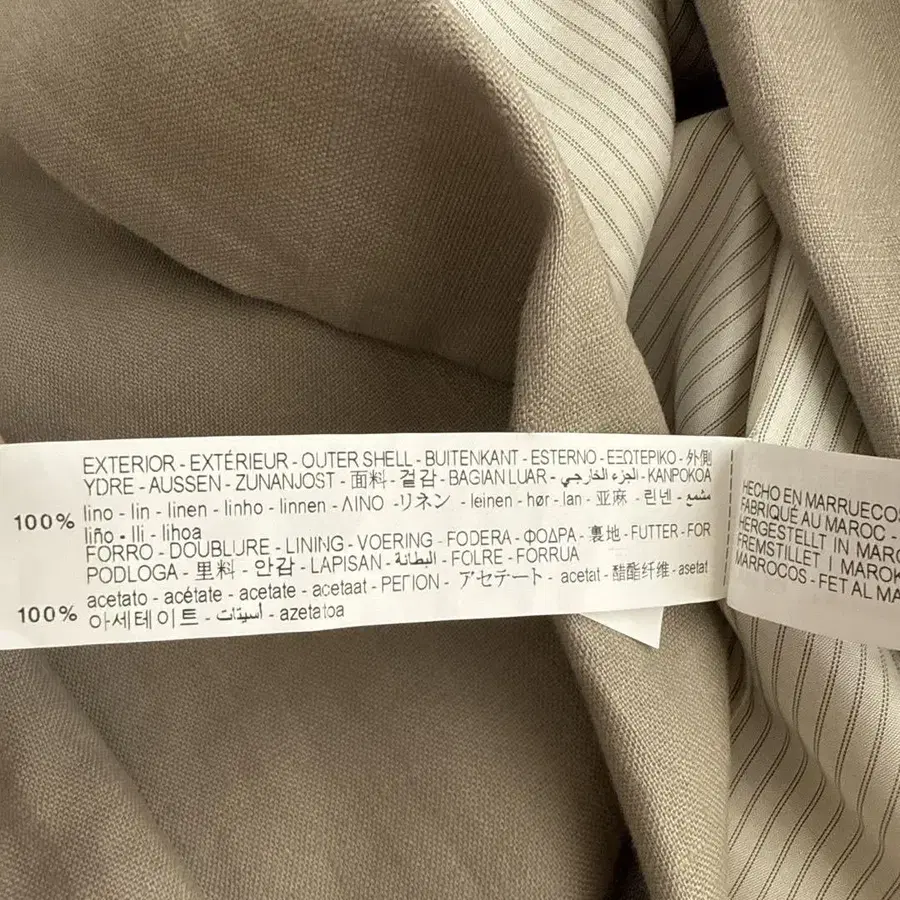 EXTERIOR - EXTÉRIEUR - OUTER SHELL - BUITENKANT - ESTERNO - ΕΞΩΤΕΡΙΚΟ - 外側
YDRE - AUSSEN - ZUNANJOST - 面料 - 겉감 - BAGIAN LUAR - الجزء الخارجي - KANPOKOA
100% lino - lin - linen - linho - linnen - ΛΙΝΟ - リネン - leinen - hør - lan - 亚麻 - 린넨 - مشمع
liño - lli - lihoa
FORRO - DOUBLURE - LINING - VOERING - FODERA - ΦΟΔΡΑ - 裏地 - FUTTER - FOR
PODLOGA - 里料 - 안감 - LAPISAN - البطانة - FOLRE - FORRUA
100% acetato - acétate - acetate - acetaat - ΡΕΓΙΟΝ - アセテート - acetat - 醋酯纤维 - asetat
아세테이트 - أسيتات - azetatoa
HECHO EN MARRUECOS
FABRIQUÉ AU MAROC -
HERGESTELLT IN MARO
FREMSTILLET I MAROK
MARROCOS - FET AL MA